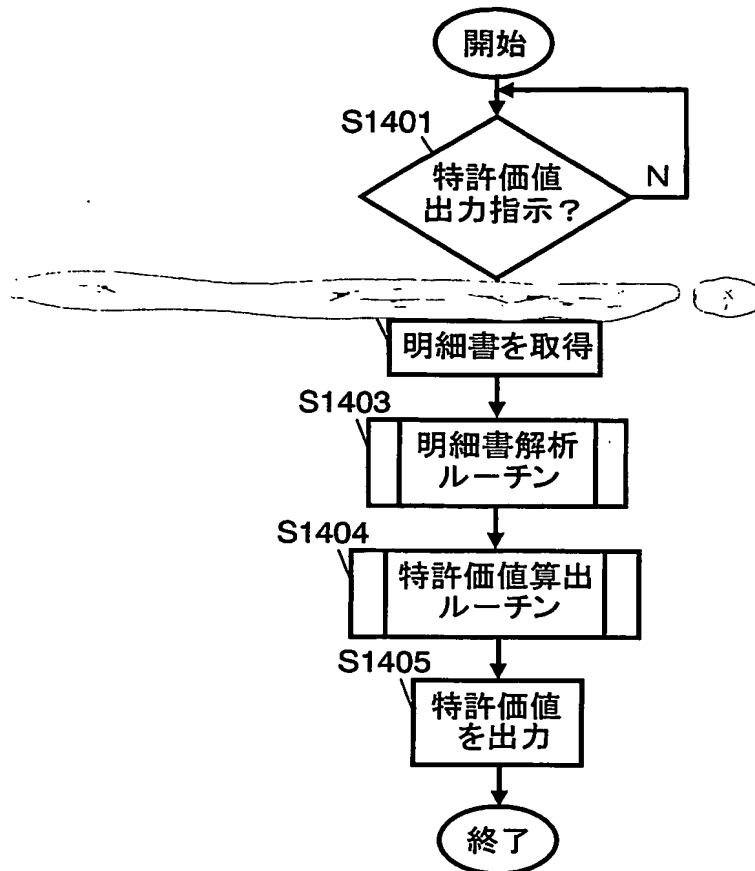 開始
S1401
特許価値
出力指示？
N
明細書を取得
S1403
明細書解析
ルーチン
S1404
特許価値算出
ルーチン
S1405
特許価値
を出力
終了